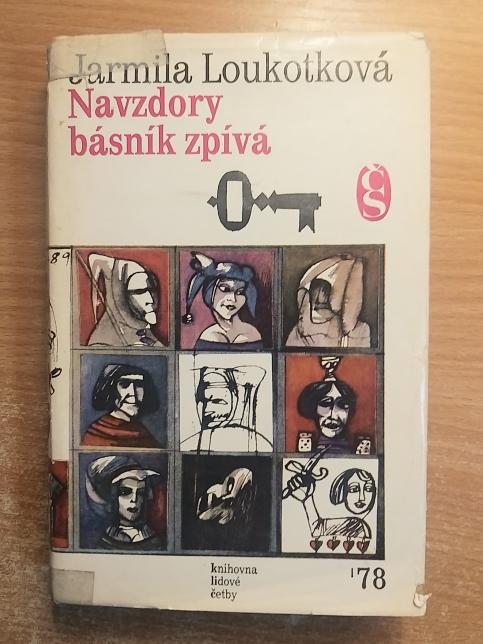 Jarmila Loukotková
Navzdory
básník zpívá
čs
89
knihovna
lidové
četby
'78